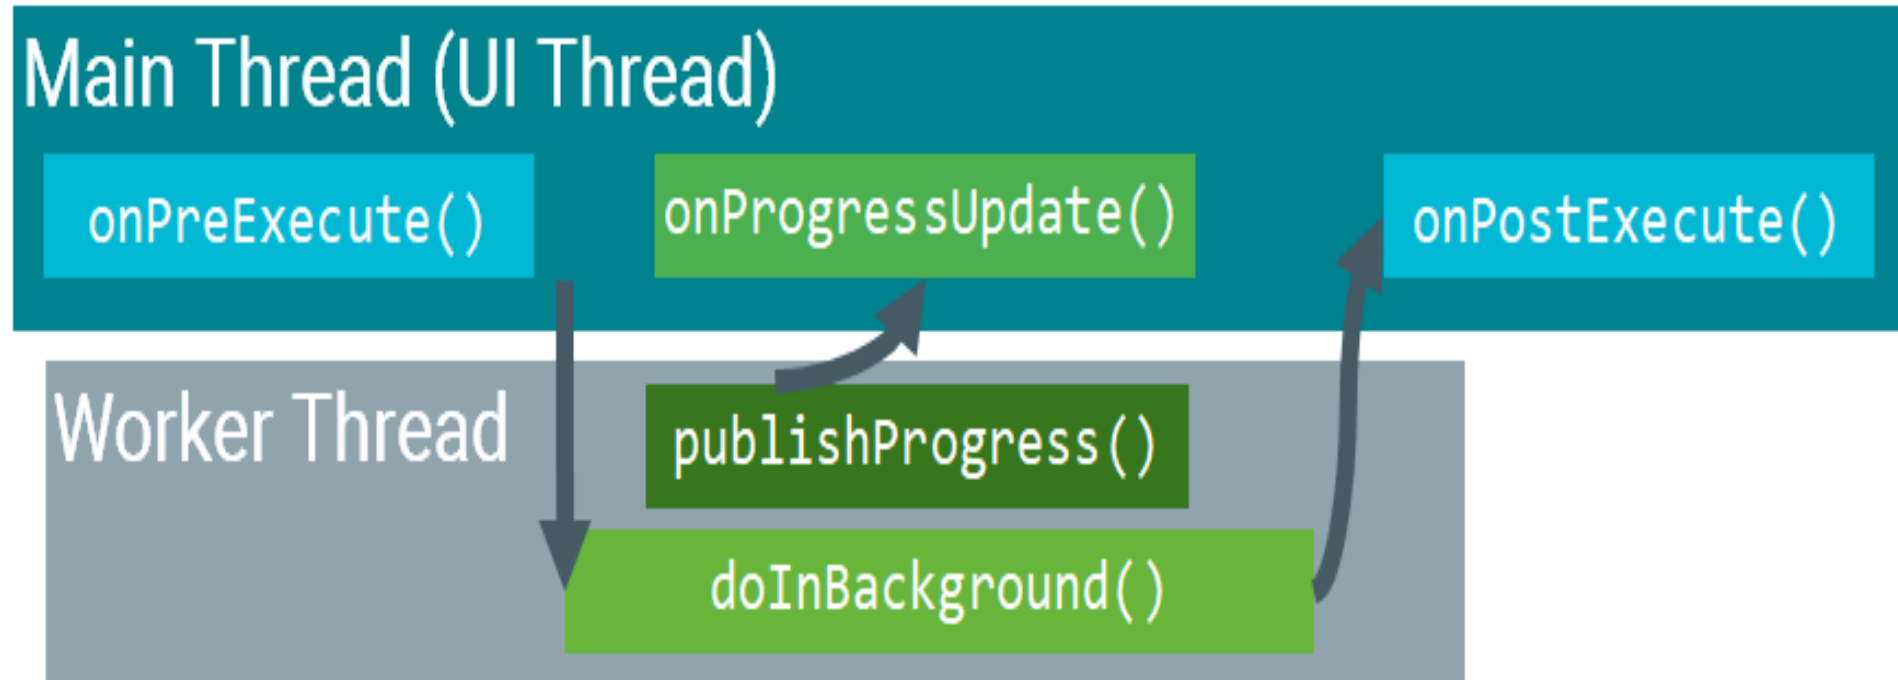 Main Thread (UI Thread)
onPreExecute()
onProgressUpdate()
onPostExecute()
Worker Thread
publishProgress()
doInBackground()